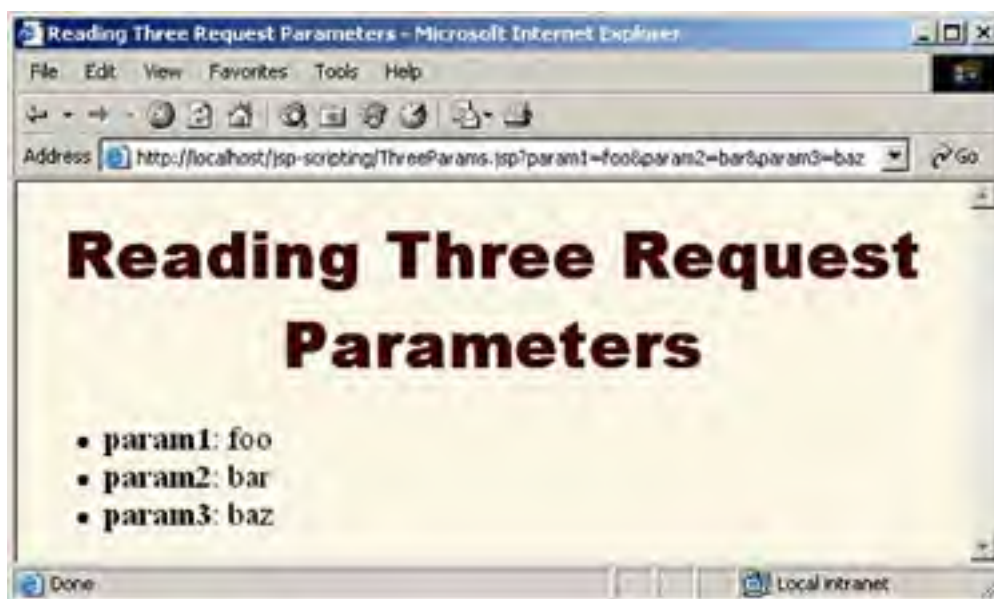 Reading Three Request Parameters - Microsoft Internet Explorer
File Edit View Favorites Tools Help
Address http://localhost/jsp-scripting/ThreeParams.jsp?param1=foo&param2=bar&param3=baz Go
Reading Three Request
Parameters
• param1: foo
• param2: bar
• param3: baz
Done Local intranet